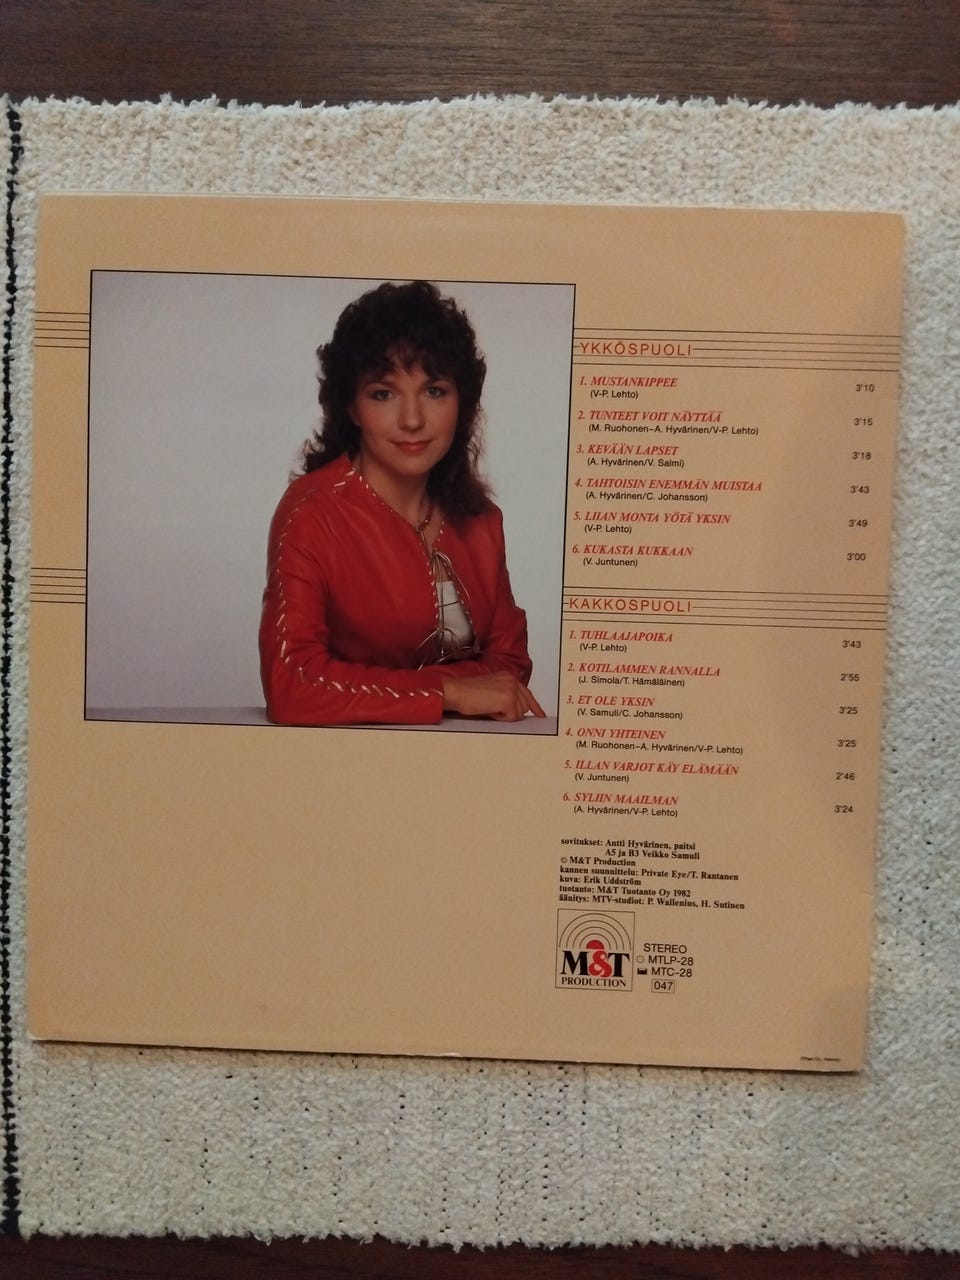 YKKÖSPUOLI
1. MUSTANKIPPEE 3'10
(V-P. Lehto)
2. TUNTEET VOIT NÄYTTÄÄ 3'15
(M. Ruohonen–A. Hyvärinen/V-P. Lehto)
3. KEVÄÄN LAPSET 3'18
(A. Hyvärinen/V. Salmi)
4. TAHTOISIN ENEMMÄN MUISTAA 3'43
(A. Hyvärinen/C. Johansson)
5. LIIAN MONTA YÖTÄ YKSIN 3'49
(V-P. Lehto)
6. KUKASTA KUKKAAN 3'00
(V. Juntunen)
KAKKOSPUOLI
1. TUHLAAJAPOIKA 3'43
(V-P. Lehto)
2. KOTILAMMEN RANNALLA 2'55
(J. Simola/T. Hämäläinen)
3. ET OLE YKSIN 3'25
(V. Samuli/C. Johansson)
4. ONNI YHTEINEN 3'25
(M. Ruohonen–A. Hyvärinen/V-P. Lehto)
5. ILLAN VARJOT KÄY ELÄMÄÄN 2'46
(V. Juntunen)
6. SYLIIN MAAILMAN 3'24
(A. Hyvärinen/V-P. Lehto)
sovitukset: Antti Hyvärinen, paitsi
A5 ja B3 Veikko Samuli
© M&T Production
kannen suunnittelu: Private Eye/T. Rantanen
kuva: Erik Uddström
tuotanto: M&T Tuotanto Oy 1982
äänitys: MTV-studiot: P. Wallenius, H. Sutinen
M&T
PRODUCTION
STEREO
MTLP-28
MTC-28
047